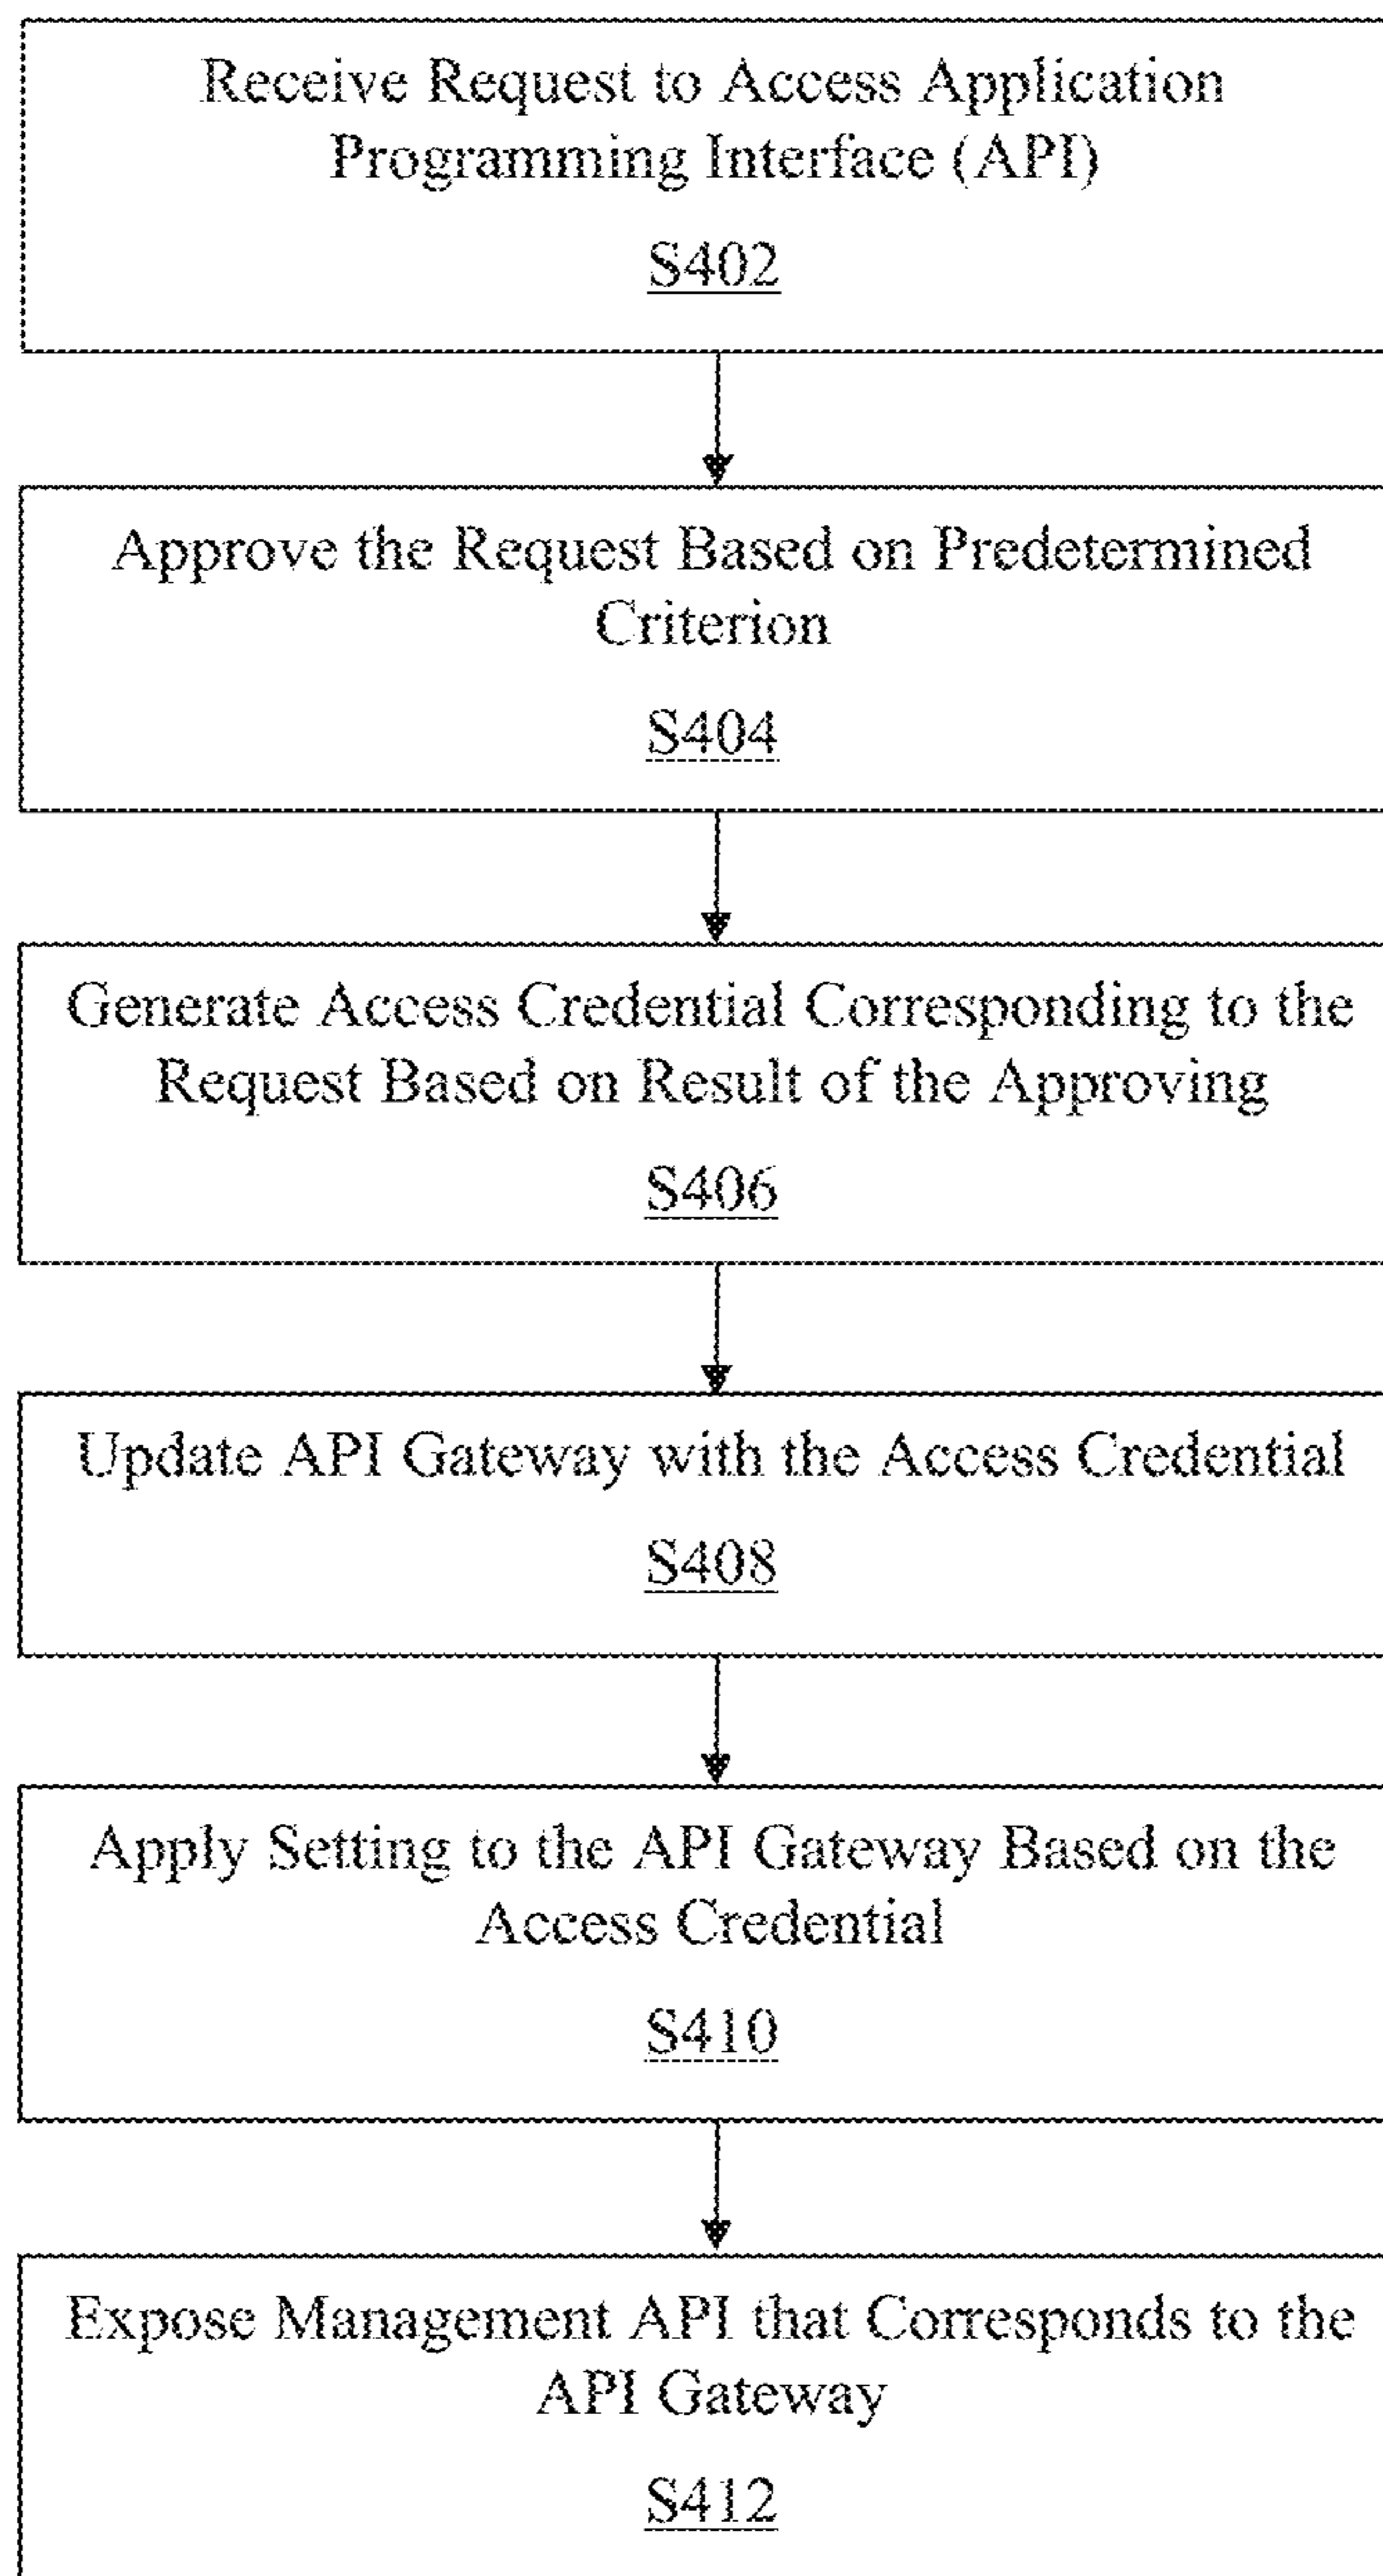 Receive Request to Access Application
Programming Interface (API)
S402
Approve the Request Based on Predetermined
Criterion
S404
Generate Access Credential Corresponding to the
Request Based on Result of the Approving
S406
Update API Gateway with the Access Credential
S408
Apply Setting to the API Gateway Based on the
Access Credential
S410
Expose Management API that Corresponds to the
API Gateway
S412